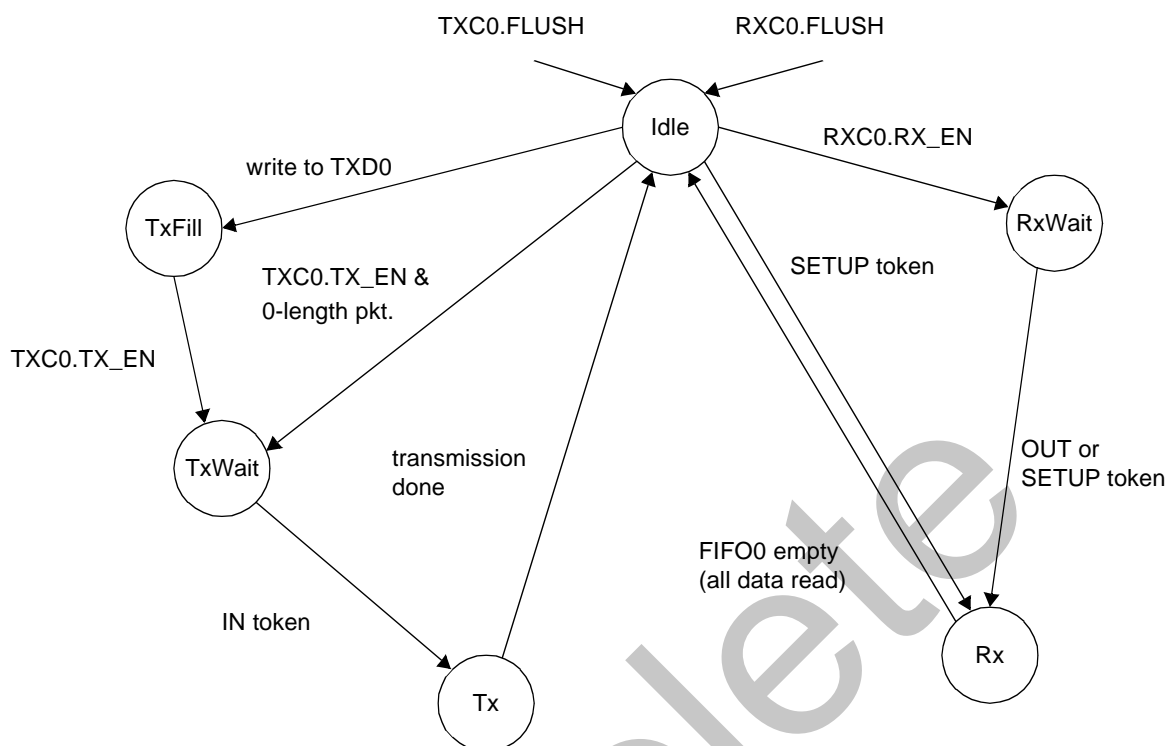 TXC0.FLUSH
RXC0.FLUSH
Idle
RXC0.RX_EN
write to TXD0
TxFill
RxWait
SETUP token
TXC0.TX_EN &
0-length pkt.
TXC0.TX_EN
TxWait
transmission
done
OUT or
SETUP token
FIFO0 empty
(all data read)
IN token
Rx
Tx
lete